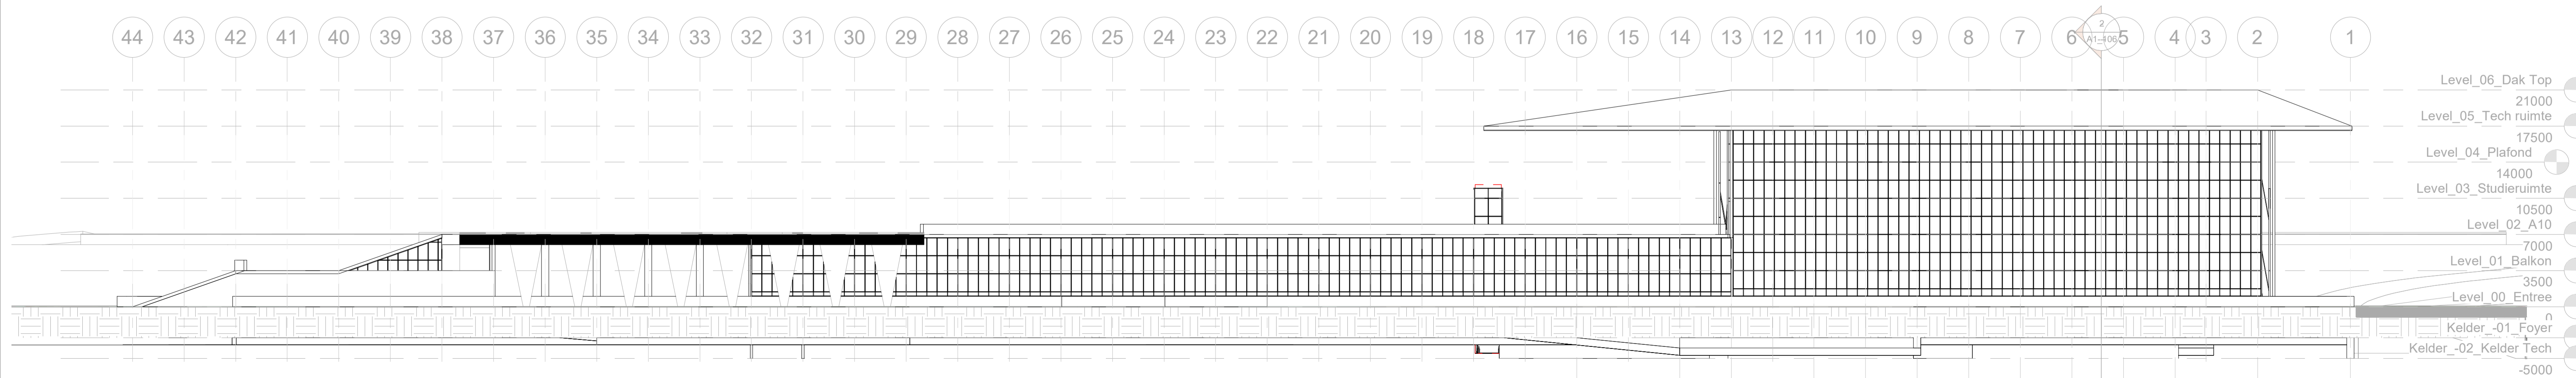 44 43 42 41 40 39 38 37 36 35 34 33 32 31 30 29 28 27 26 25 24 23 22 21 20 19 18 17 16 15 14 13 12 11 10 9 8 7 6 5 4 3 2 1
2
A1-406
Level_06_Dak Top
21000
Level_05_Tech ruimte
17500
Level_04_Plafond
14000
Level_03_Studieruimte
10500
Level_02_A10
7000
Level_01_Balkon
3500
Level_00_Entree
0
Kelder_-01_Foyer
Kelder_-02_Kelder Tech
-5000